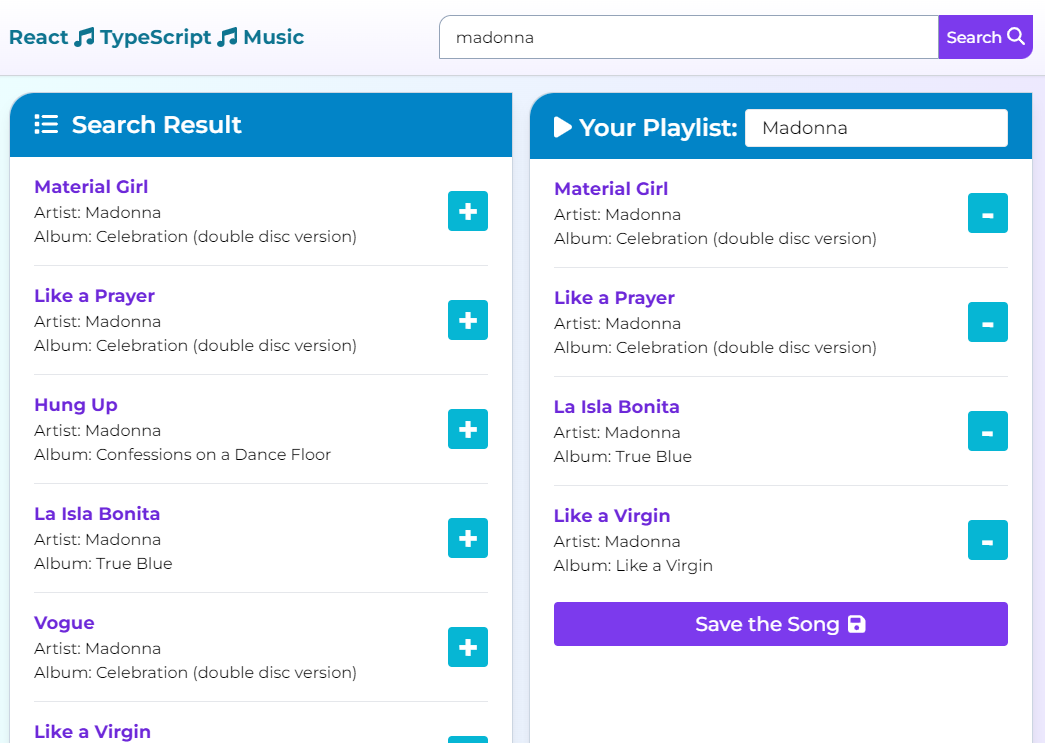 React TypeScript Music
madonna
Search
Search Result
Material Girl
Artist: Madonna
Album: Celebration (double disc version)
+
Like a Prayer
Artist: Madonna
Album: Celebration (double disc version)
+
Hung Up
Artist: Madonna
Album: Confessions on a Dance Floor
+
La Isla Bonita
Artist: Madonna
Album: True Blue
+
Vogue
Artist: Madonna
Album: Celebration (double disc version)
+
Like a Virgin
Your Playlist: Madonna
Material Girl
Artist: Madonna
Album: Celebration (double disc version)
-
Like a Prayer
Artist: Madonna
Album: Celebration (double disc version)
-
La Isla Bonita
Artist: Madonna
Album: True Blue
-
Like a Virgin
Artist: Madonna
Album: Like a Virgin
-
Save the Song